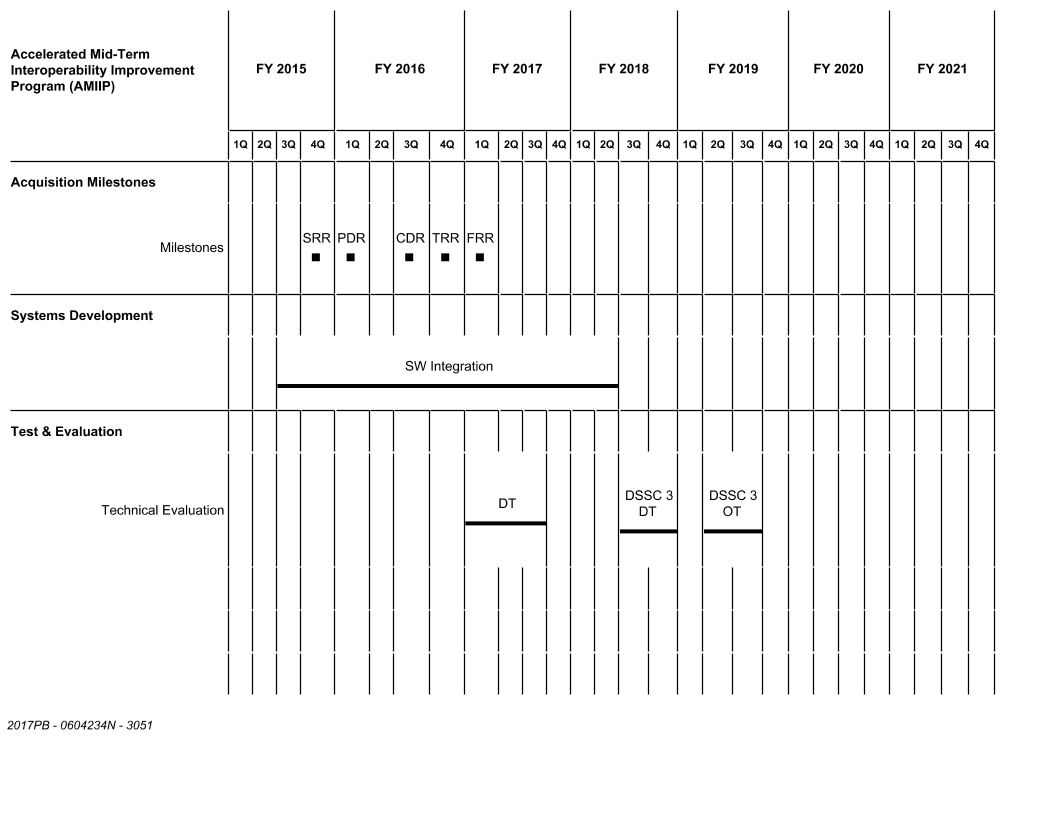 Accelerated Mid-Term
Interoperability Improvement
Program (AMIIP)
FY 2015 FY 2016 FY 2017 FY 2018 FY 2019 FY 2020 FY 2021
1Q 2Q 3Q 4Q 1Q 2Q 3Q 4Q 1Q 2Q 3Q 4Q 1Q 2Q 3Q 4Q 1Q 2Q 3Q 4Q 1Q 2Q 3Q 4Q 1Q 2Q 3Q 4Q
Acquisition Milestones
SRR PDR CDR TRR FRR
Milestones
Systems Development
SW Integration
Test & Evaluation
Technical Evaluation
DT
DSSC 3
DT
DSSC 3
OT
2017PB - 0604234N - 3051